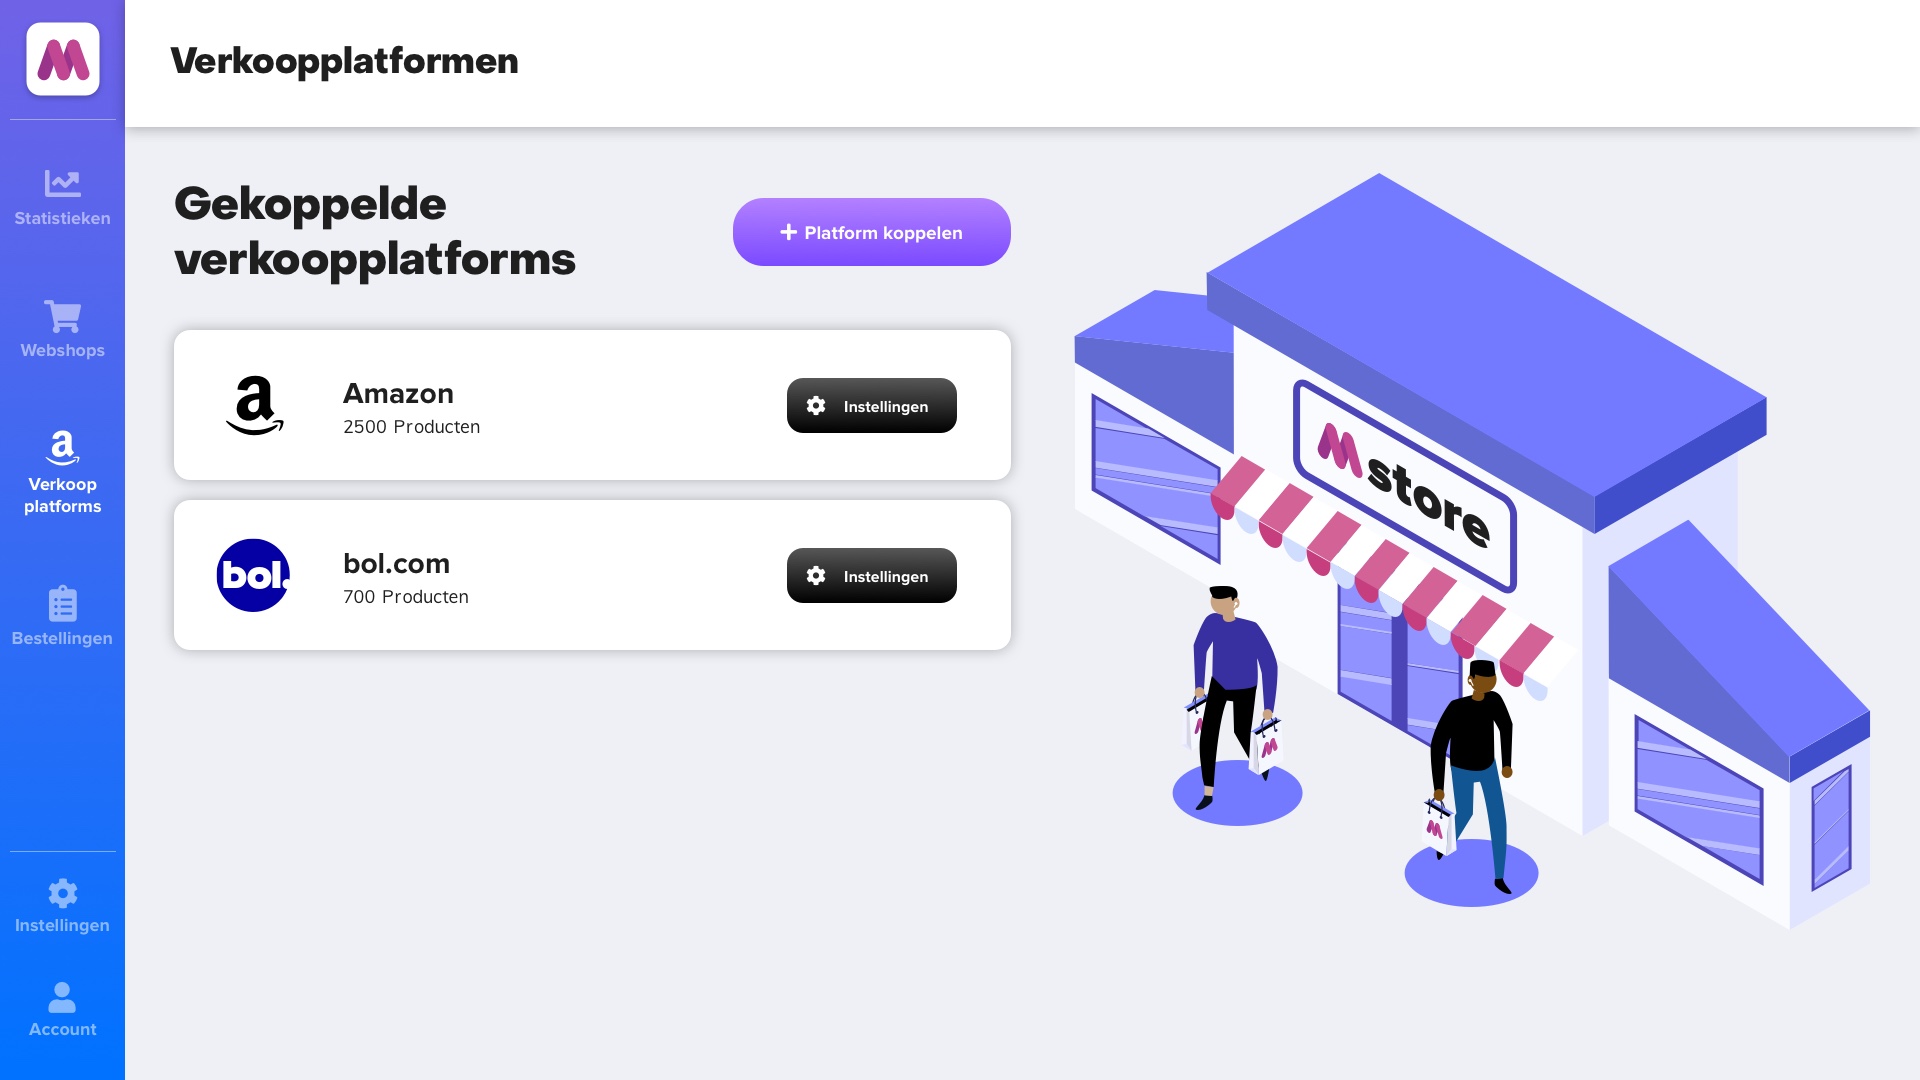 Verkoopplatformen
Statistieken
Webshops
Verkoop
platforms
Bestellingen
Instellingen
Account
Gekoppelde
verkoopplatforms
Platform koppelen
Amazon
2500 Producten
Instellingen
bol.
bol.com
700 Producten
Instellingen
M store